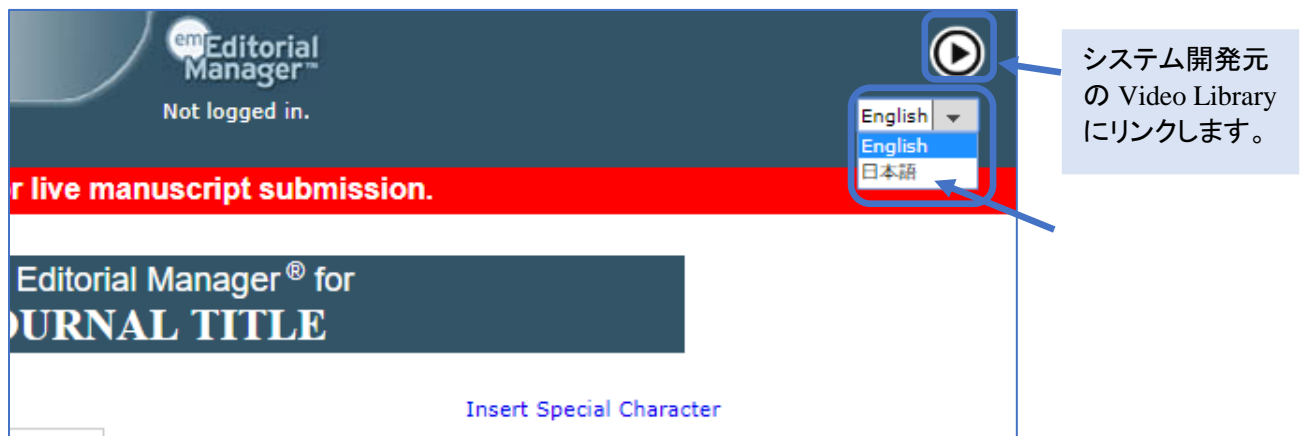 em Editorial
Manager™
Not logged in.
システム開発元
の Video Library
にリンクします。
English
English
日本語
r live manuscript submission.
Editorial Manager® for
OURNAL TITLE
Insert Special Character